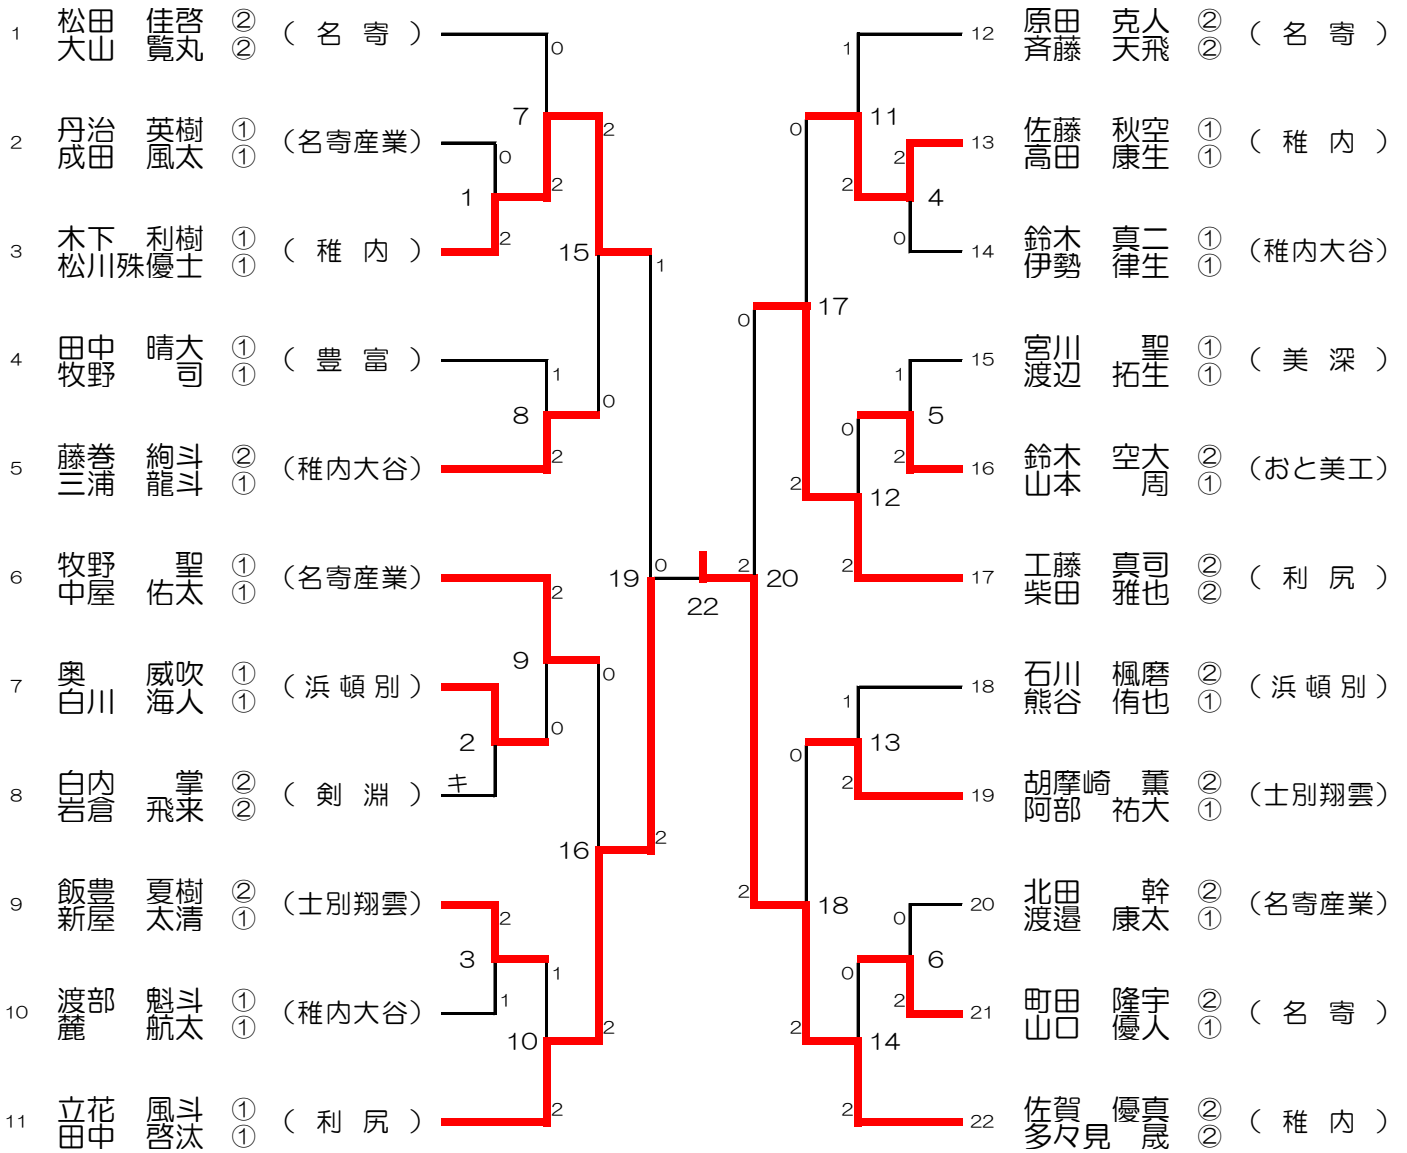 1 松田 佳啓 ② ( 名 寄 )
大山 覧丸 ②
2 丹治 英樹 ① (名寄産業)
成田 風太 ①
3 木下 利樹 ① ( 稚 内 )
松川殊優士 ①
4 田中 晴大 ① ( 豊 富 )
牧野 司 ①
5 藤巻 絢斗 ② (稚内大谷)
三浦 龍斗 ①
6 牧野 聖 ① (名寄産業)
中屋 佑太 ①
7 奥 威吹 ① ( 浜 頓 別 )
白川 海人 ①
8 白内 掌 ② ( 剣 淵 )
岩倉 飛来 ②
9 飯豊 夏樹 ② (士別翔雲)
新屋 太清 ①
10 渡部 魁斗 ① (稚内大谷)
麓 航太 ①
11 立花 風斗 ① ( 利 尻 )
田中 啓汰 ①
0
7
2
0
1
2
2
15
1
1
8
0
2
19
0
2
9
0
2
0
キ
16
2
2
3
1
1
10
2
2
22
1
11
0
2
4
2
0
17
0
1
5
0
2
12
2
2
2
20
1
13
0
2
2
18
0
6
0
2
14
2
2
12 原田 克人 ② ( 名 寄 )
斉藤 天飛 ②
13 佐藤 秋空 ① ( 稚 内 )
高田 康生 ①
14 鈴木 真二 ① (稚内大谷)
伊勢 律生 ①
15 宮川 聖 ① ( 美 深 )
渡辺 拓生 ①
16 鈴木 空大 ② (おと美工)
山本 周 ①
17 工藤 真司 ② ( 利 尻 )
柴田 雅也 ②
18 石川 楓磨 ② ( 浜 頓 別 )
熊谷 侑也 ①
19 胡摩崎 薫 ② (士別翔雲)
阿部 祐大 ①
20 北田 幹 ② (名寄産業)
渡邉 康太 ①
21 町田 隆宇 ② ( 名 寄 )
山口 優人 ①
22 佐賀 優真 ② ( 稚 内 )
多々見 晟 ②